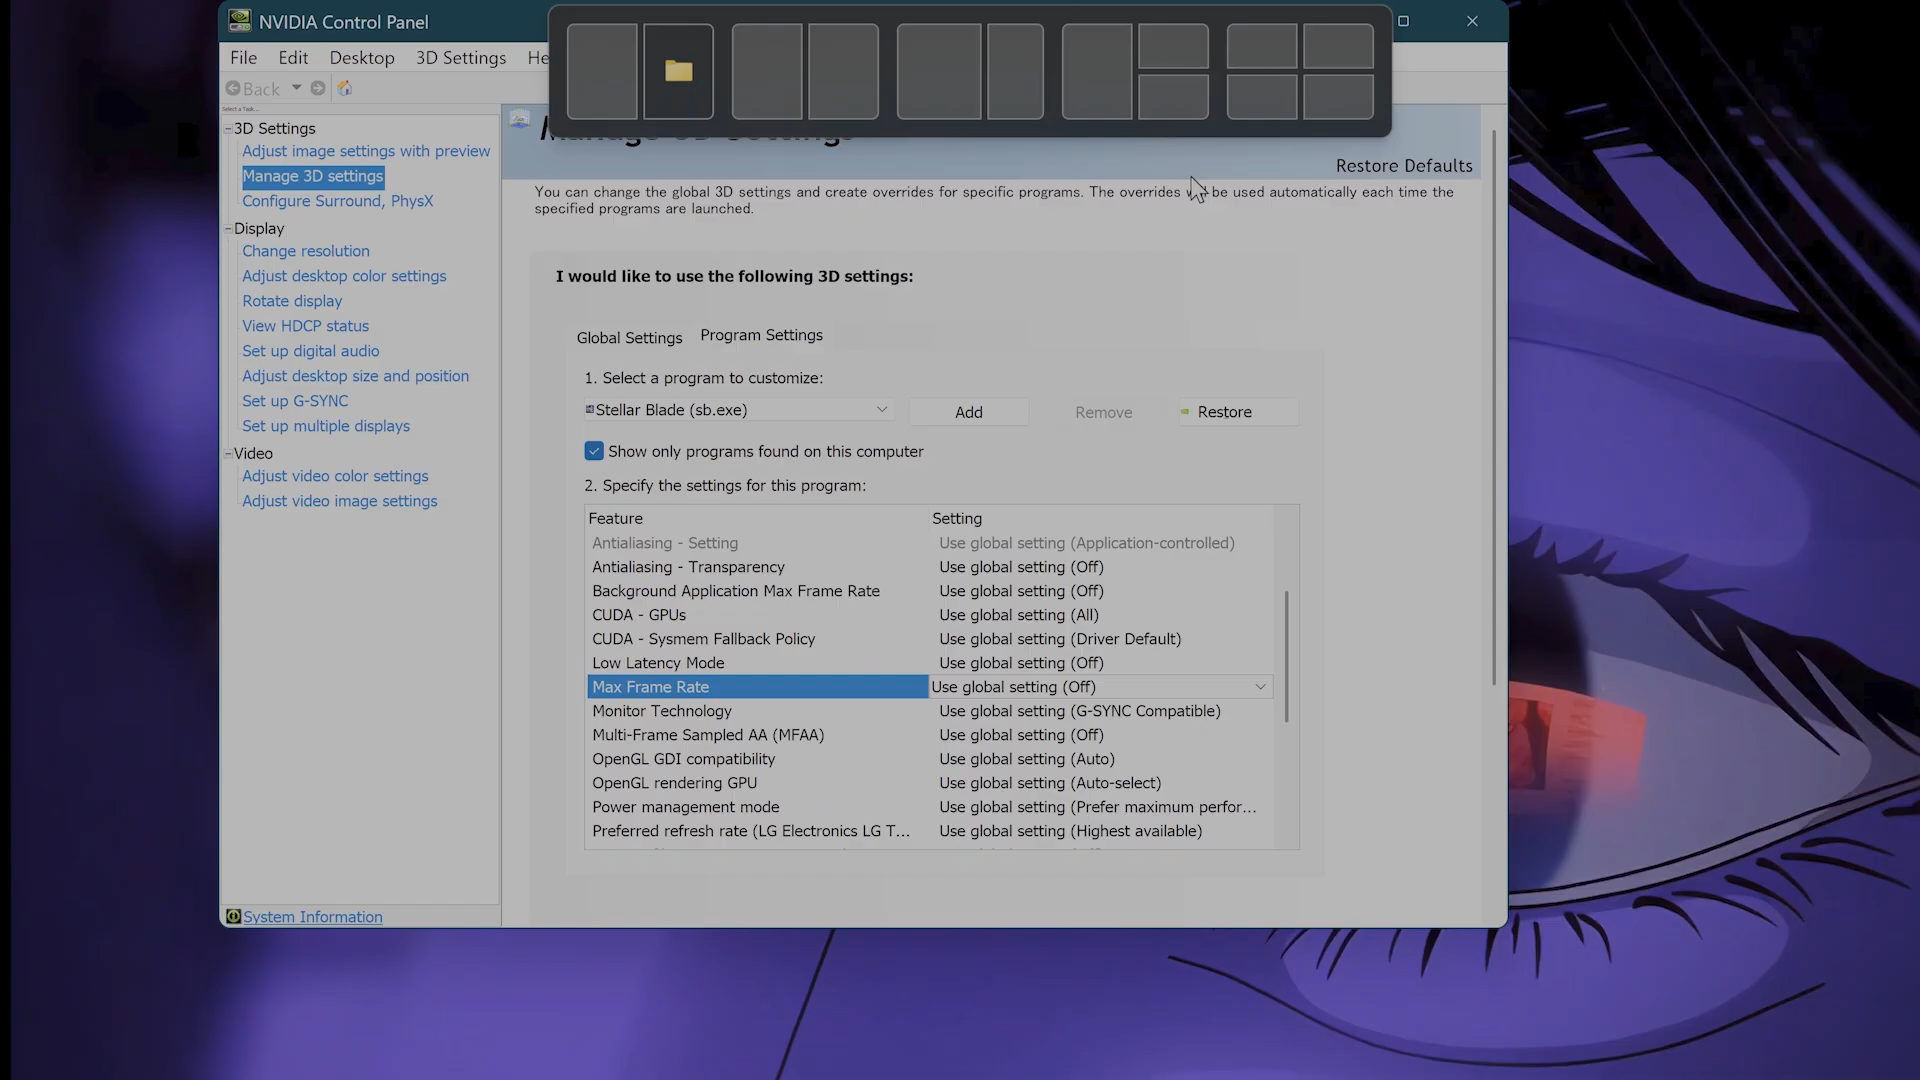 NVIDIA Control Panel
File Edit Desktop 3D Settings He
Back
Select a Task...
3D Settings
Adjust image settings with preview
Manage 3D settings
Configure Surround, PhysX
Display
Change resolution
Adjust desktop color settings
Rotate display
View HDCP status
Set up digital audio
Adjust desktop size and position
Set up G-SYNC
Set up multiple displays
Video
Adjust video color settings
Adjust video image settings
System Information
Manage 3D Settings
Restore Defaults
You can change the global 3D settings and create overrides for specific programs. The overrides will be used automatically each time the
specified programs are launched.
I would like to use the following 3D settings:
Global Settings Program Settings
1. Select a program to customize:
Stellar Blade (sb.exe) Add Remove Restore
Show only programs found on this computer
2. Specify the settings for this program:
Feature Setting
Antialiasing - Setting Use global setting (Application-controlled)
Antialiasing - Transparency Use global setting (Off)
Background Application Max Frame Rate Use global setting (Off)
CUDA - GPUs Use global setting (All)
CUDA - Sysmem Fallback Policy Use global setting (Driver Default)
Low Latency Mode Use global setting (Off)
Max Frame Rate Use global setting (Off)
Monitor Technology Use global setting (G-SYNC Compatible)
Multi-Frame Sampled AA (MFAA) Use global setting (Off)
OpenGL GDI compatibility Use global setting (Auto)
OpenGL rendering GPU Use global setting (Auto-select)
Power management mode Use global setting (Prefer maximum perfor...
Preferred refresh rate (LG Electronics LG T... Use global setting (Highest available)